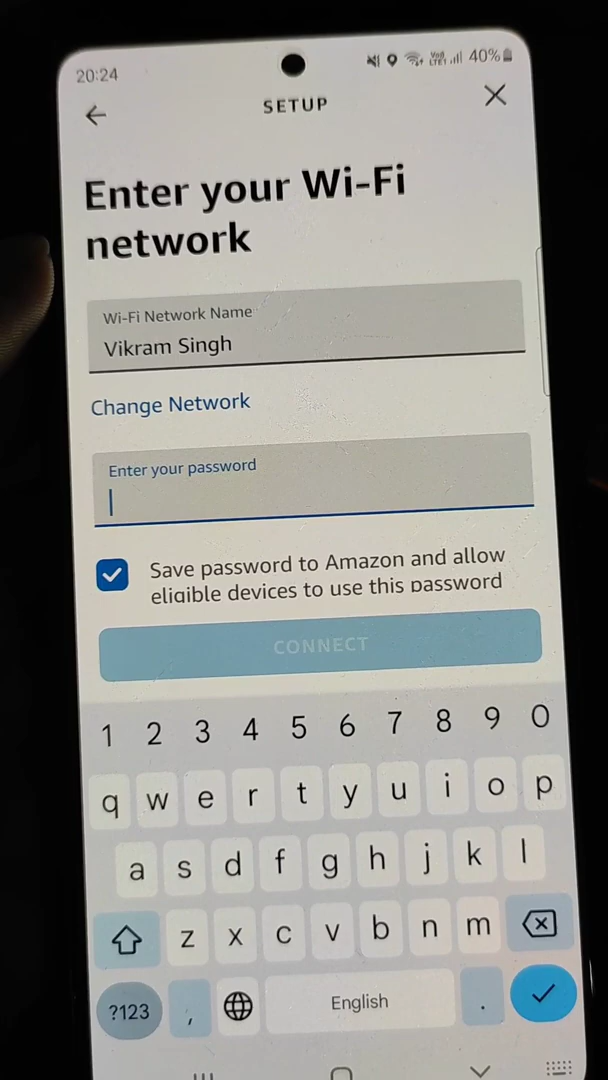 20:24
Vo))
LTE1
40%
SETUP
Enter your Wi-Fi
network
Wi-Fi Network Name
Vikram Singh
Change Network
Enter your password
Save password to Amazon and allow
eligible devices to use this password
CONNECT
1 2 3 4 5 6 7 8 9 0
q w e r t y u i o p
a s d f g h j k l
z x c v b n m
?123 , English .